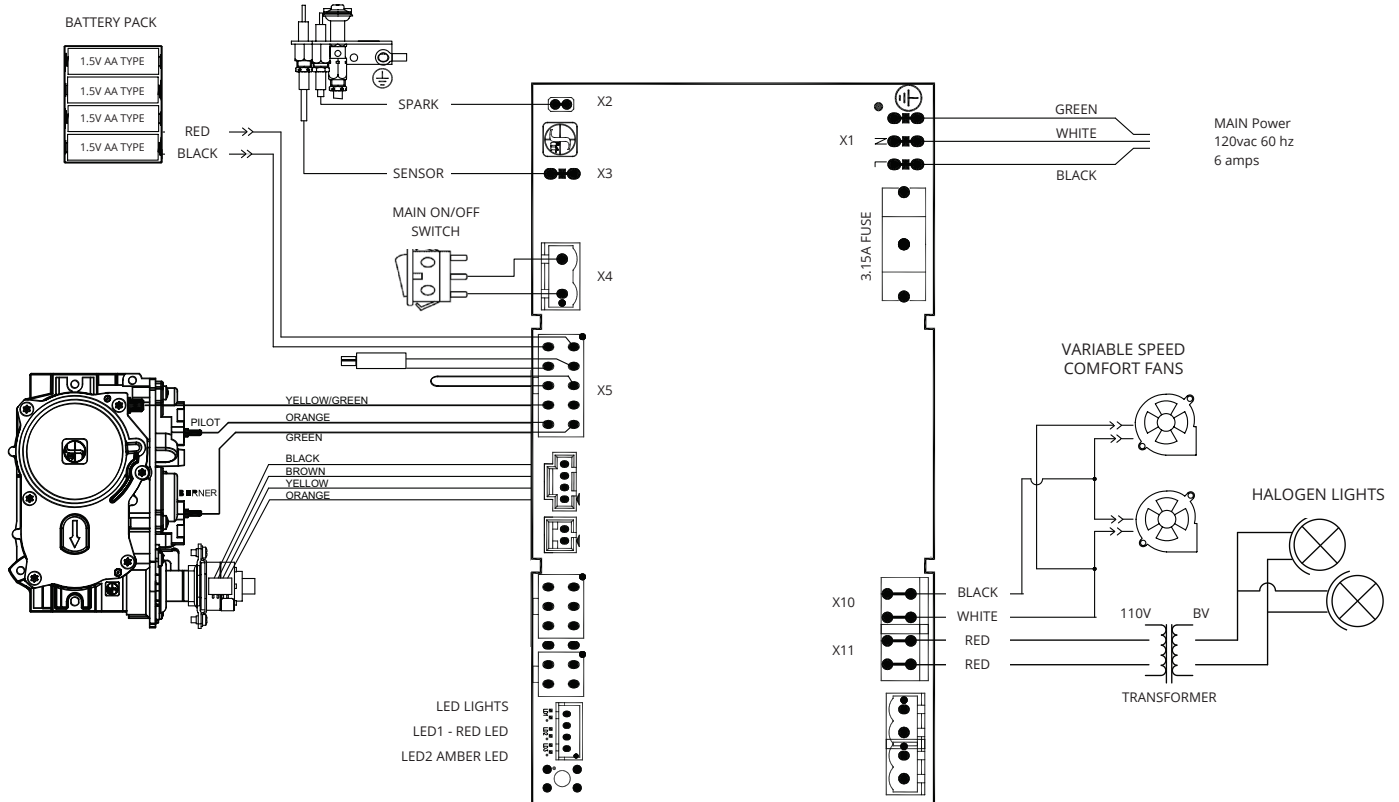 BATTERY PACK
1.5V AA TYPE
1.5V AA TYPE
1.5V AA TYPE
1.5V AA TYPE
RED
BLACK
SPARK
X2
SENSOR
X3
MAIN ON/OFF
SWITCH
X4
X5
YELLOW/GREEN
PILOT
ORANGE
GREEN
BLACK
BROWN
YELLOW
ORANGE
LED LIGHTS
LED1 - RED LED
LED2 AMBER LED
X1
N
L
GREEN
WHITE
BLACK
MAIN Power
120vac 60 hz
6 amps
3.15A FUSE
VARIABLE SPEED
COMFORT FANS
HALOGEN LIGHTS
X10
BLACK
WHITE
X11
RED
RED
110V
BV
TRANSFORMER